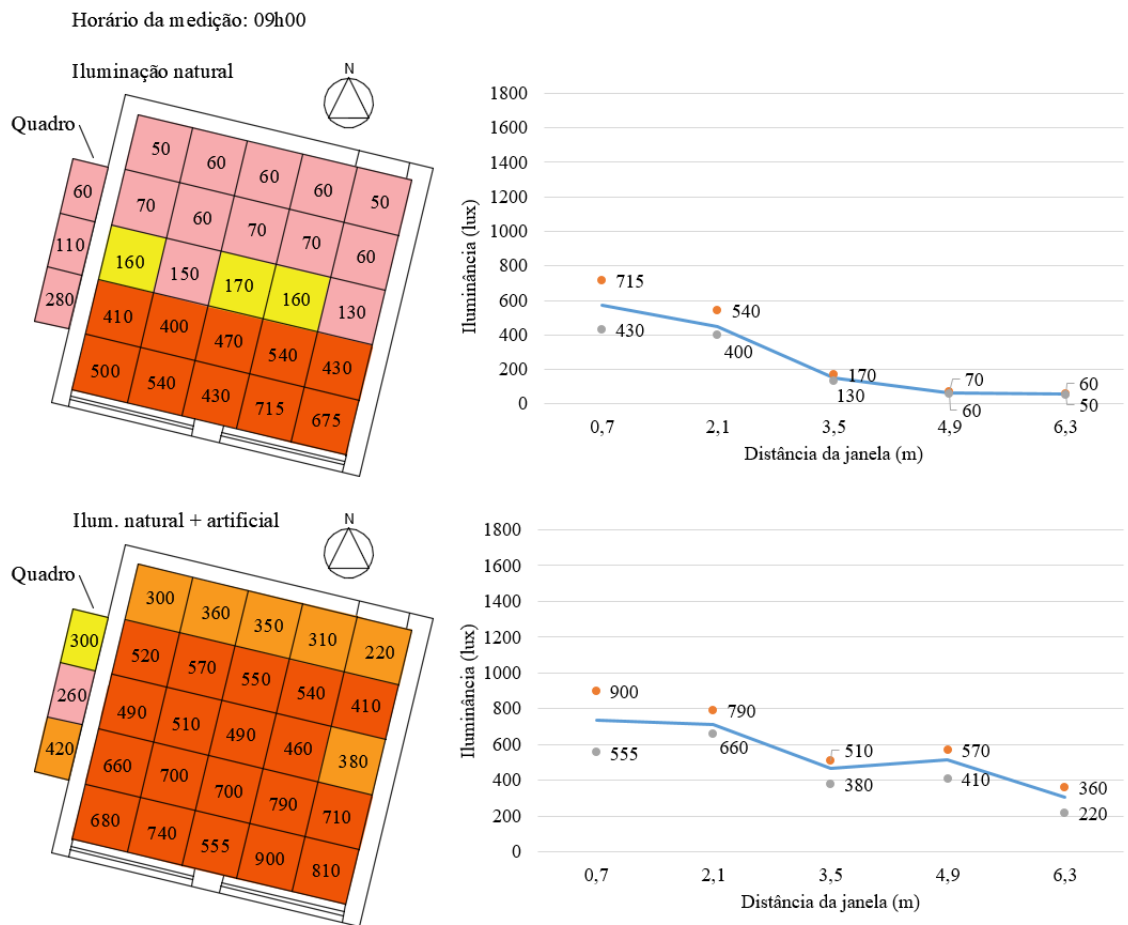 Horário da medição: 09h00
Iluminação natural
N
Quadro
50 60 60 60 50
70 60 70 70 60
160 150 170 160 130
410 400 470 540 430
500 540 430 715 675
60
110
280
1800
1600
1400
1200
1000
800
600
400
200
0
Iluminância (lux)
715
430
540
400
170
130
70
60
60
50
0,7 2,1 3,5 4,9 6,3
Distância da janela (m)
Ilum. natural + artificial
N
Quadro
300 360 350 310 220
520 570 550 540 410
490 510 490 460 380
660 700 700 790 710
680 740 555 900 810
300
260
420
1800
1600
1400
1200
1000
800
600
400
200
0
Iluminância (lux)
900
555
790
660
510
380
570
410
360
220
0,7 2,1 3,5 4,9 6,3
Distância da janela (m)